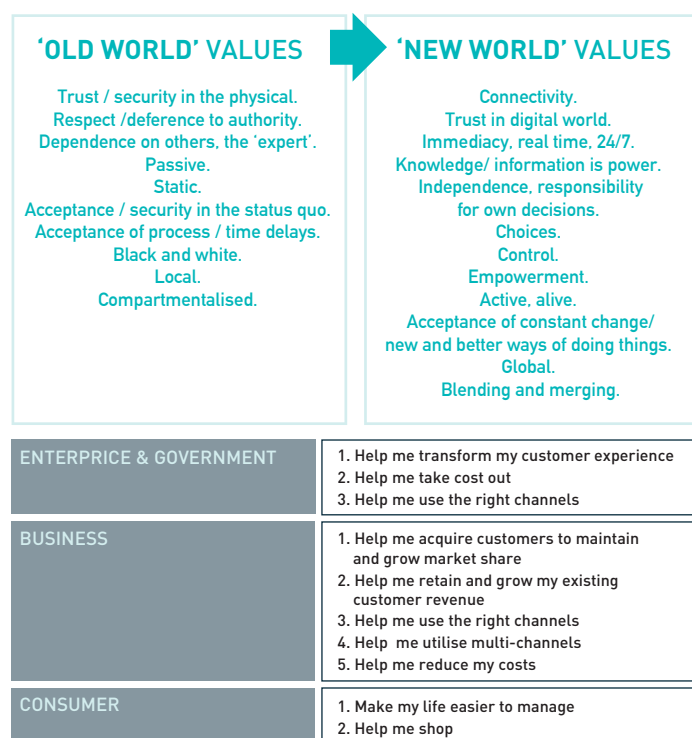 ‘OLD WORLD’ VALUES
Trust / security in the physical.
Respect /deference to authority.
Dependence on others, the ‘expert’.
Passive.
Static.
Acceptance / security in the status quo.
Acceptance of process / time delays.
Black and white.
Local.
Compartmentalised.
‘NEW WORLD’ VALUES
Connectivity.
Trust in digital world.
Immediacy, real time, 24/7.
Knowledge/ information is power.
Independence, responsibility
for own decisions.
Choices.
Control.
Empowerment.
Active, alive.
Acceptance of constant change/
new and better ways of doing things.
Global.
Blending and merging.
ENTERPRICE & GOVERNMENT
1. Help me transform my customer experience
2. Help me take cost out
3. Help me use the right channels
BUSINESS
1. Help me acquire customers to maintain
and grow market share
2. Help me retain and grow my existing
customer revenue
3. Help me use the right channels
4. Help me utilise multi-channels
5. Help me reduce my costs
CONSUMER
1. Make my life easier to manage
2. Help me shop